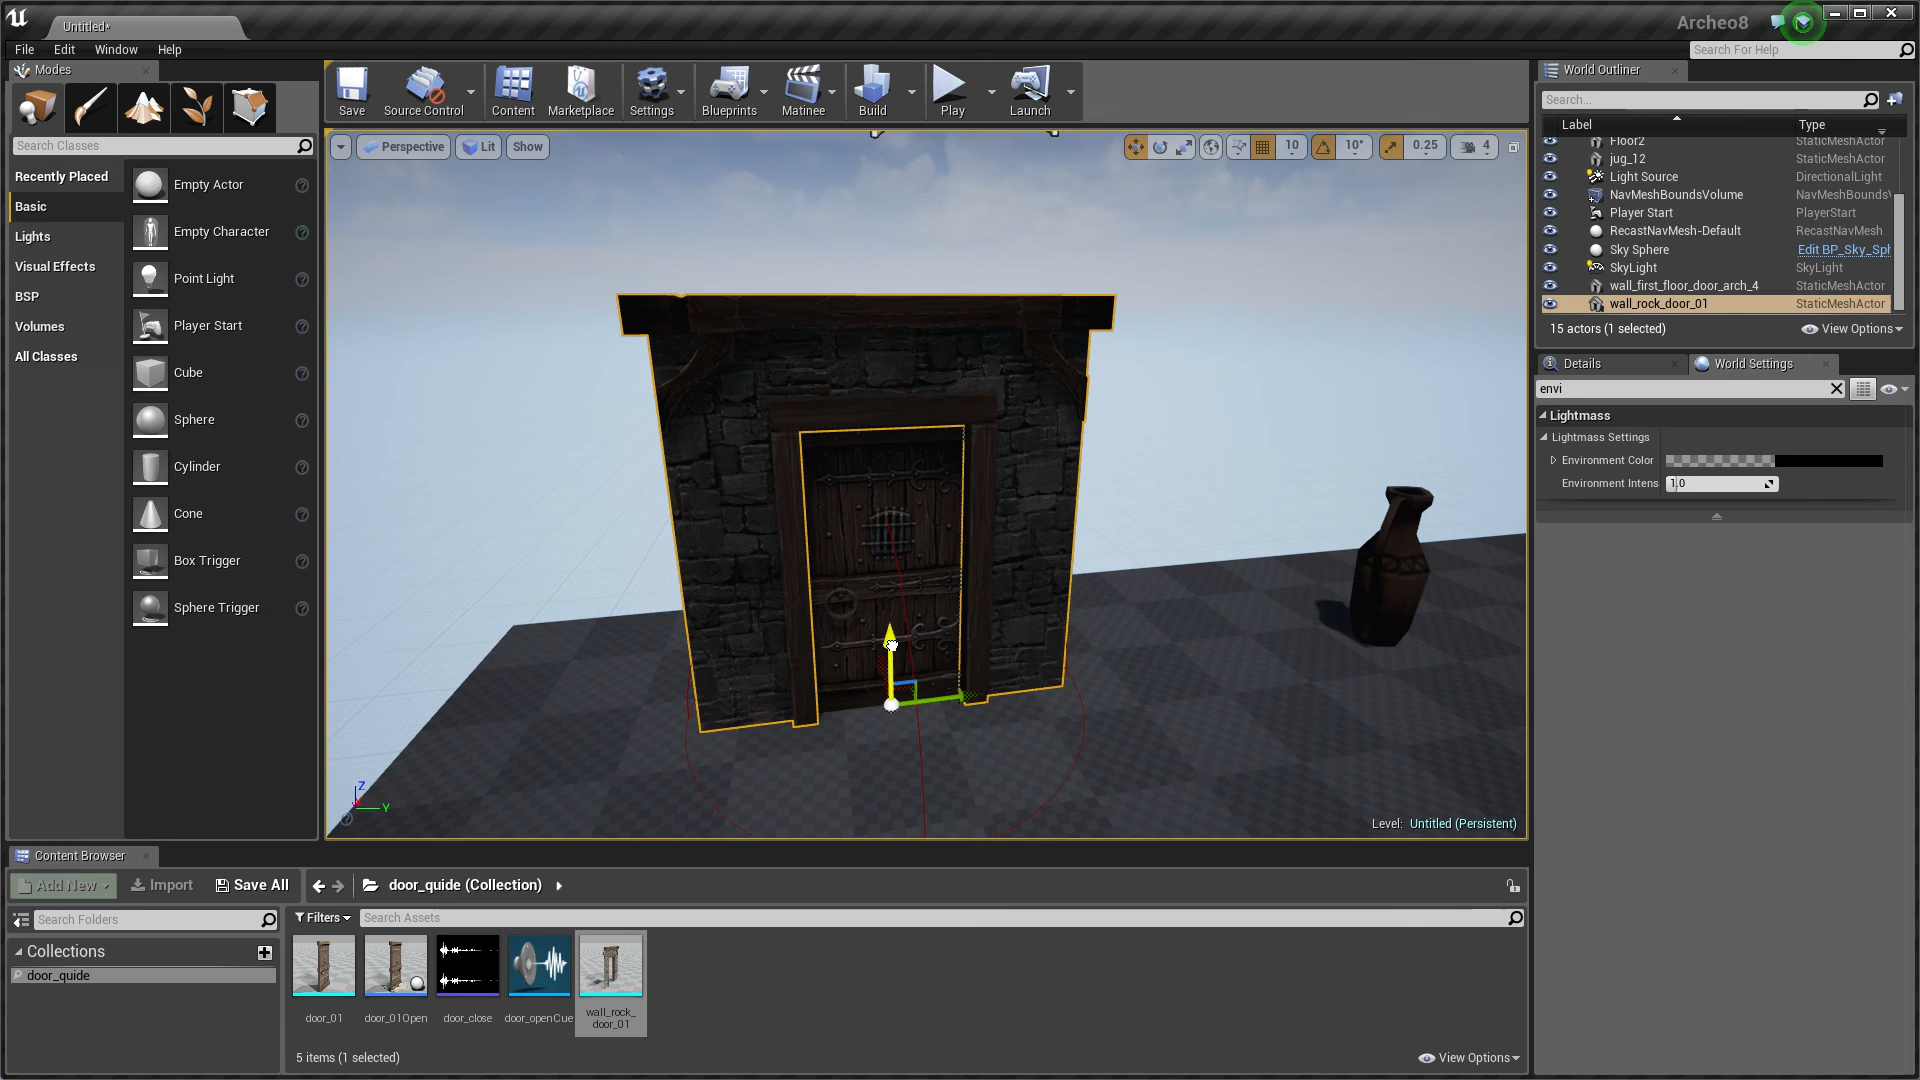 Untitled*
Archeo8
File Edit Window Help
Search For Help
Modes
Search Classes
Recently Placed
Basic
Lights
Visual Effects
BSP
Volumes
All Classes
Empty Actor
Empty Character
Point Light
Player Start
Cube
Sphere
Cylinder
Cone
Box Trigger
Sphere Trigger
Save Source Control Content Marketplace Settings Blueprints Matinee Build Play Launch
Perspective Lit Show 10 10° 0.25 4
Z
Y
Level: Untitled (Persistent)
World Outliner
Search...
Label Type
Floor2 StaticMeshActor
jug_12 StaticMeshActor
Light Source DirectionalLight
NavMeshBoundsVolume NavMeshBoundsV
Player Start PlayerStart
RecastNavMesh-Default RecastNavMesh
Sky Sphere Edit BP_Sky_Sph
SkyLight SkyLight
wall_first_floor_door_arch_4 StaticMeshActor
wall_rock_door_01 StaticMeshActor
15 actors (1 selected) View Options
Details World Settings
envi
Lightmass
Lightmass Settings
Environment Color
Environment Intens 1.0
Content Browser
Add New Import Save All door_quide (Collection)
Search Folders
Filters Search Assets
Collections
door_quide
door_01
door_01Open
door_close
door_openCue
wall_rock_
door_01
5 items (1 selected) View Options